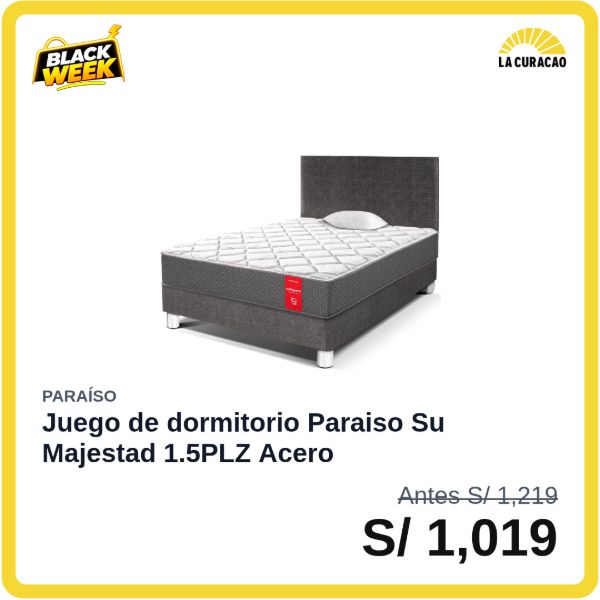 BLACK
WEEK
LA CURACAO
PARAÍSO
Juego de dormitorio Paraiso Su
Majestad 1.5PLZ Acero
Antes S/ 1,219
S/ 1,019